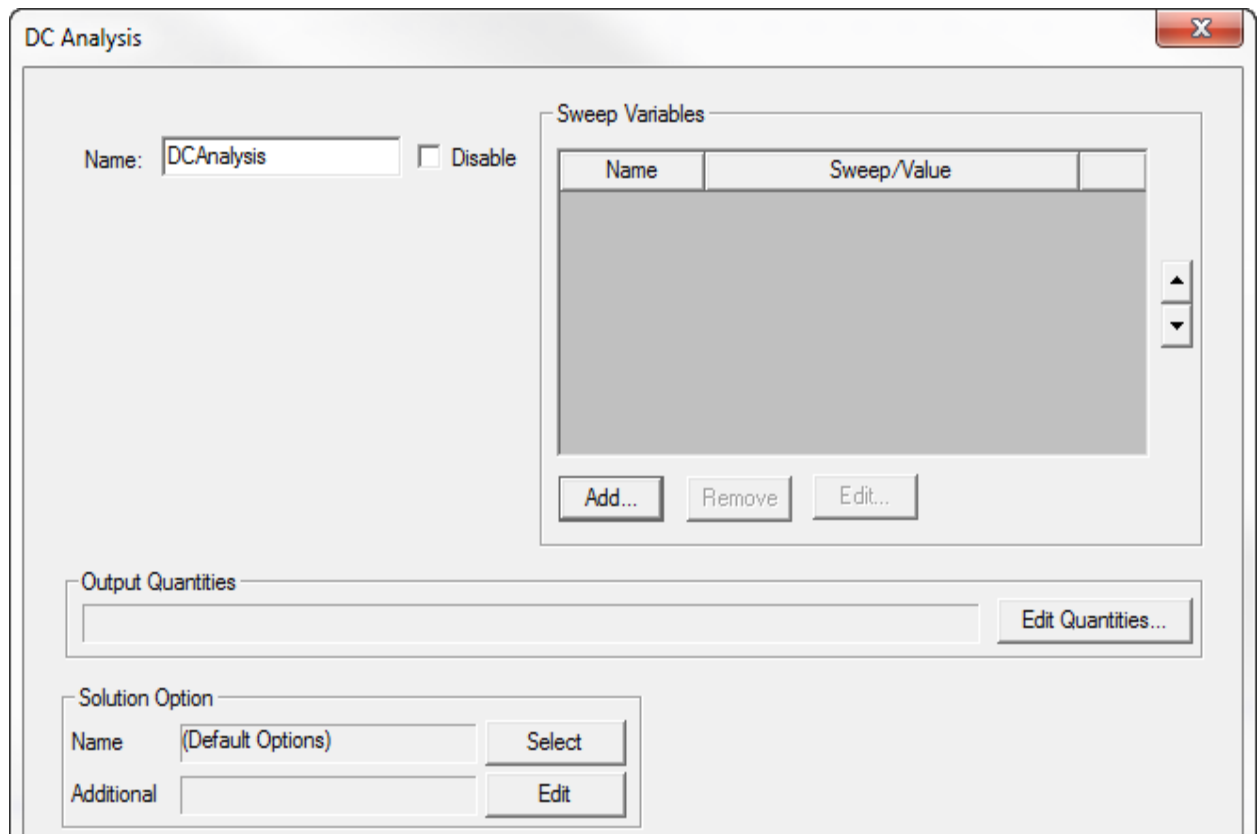 DC Analysis
Name: DCAnalysis Disable
Sweep Variables
Name Sweep/Value
Add... Remove Edit...
Output Quantities
Edit Quantities...
Solution Option
Name (Default Options) Select
Additional Edit